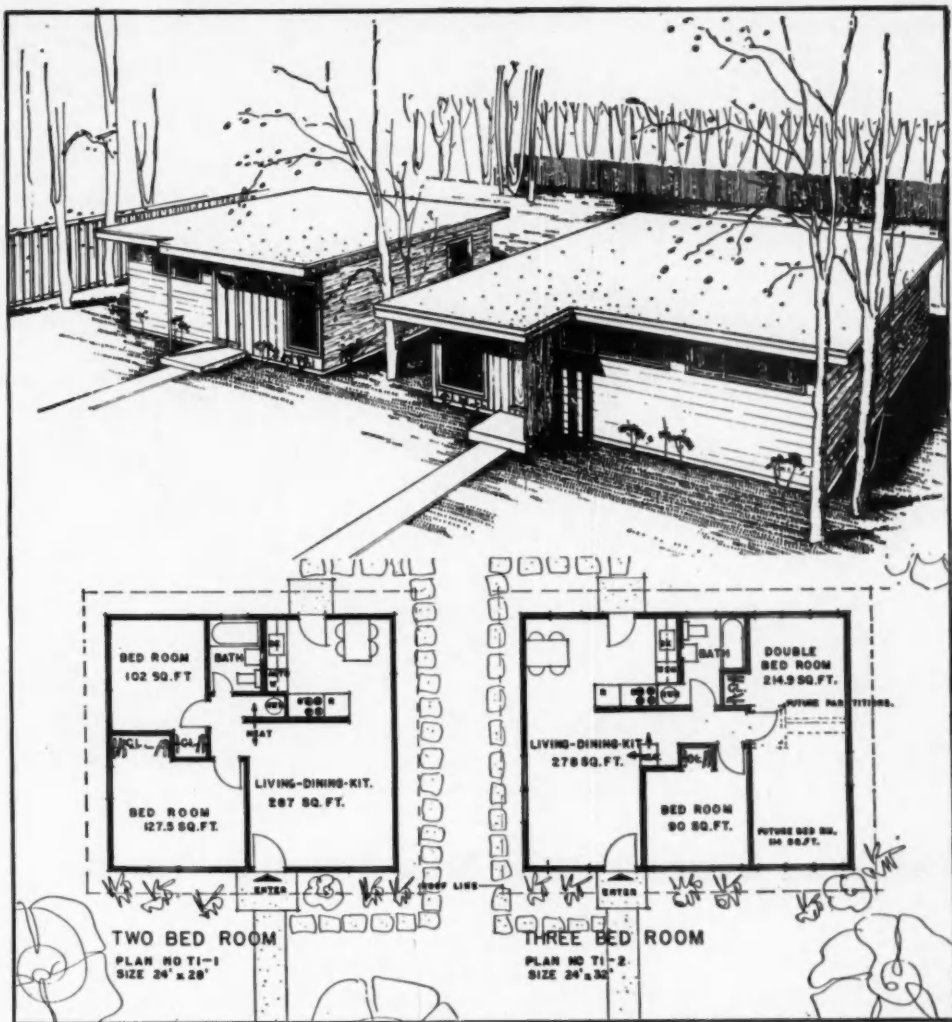 BED ROOM
102 SQ.FT
BATH
CL.
CL.
HEAT
LIVING-DINING-KIT.
287 SQ.FT.
BED ROOM
127.5 SQ.FT.
ENTER
ROOF LINE
TWO BED ROOM
PLAN NO TI-1
SIZE 24' x 28'
R
BATH
DOUBLE
BED ROOM
214.9 SQ.FT.
R
FUTURE PARTITIONS.
LIVING-DINING-KIT
278 SQ.FT.
BED ROOM
90 SQ.FT.
FUTURE BED RM.
ENTER
THREE BED ROOM
PLAN NO TI-2
SIZE 24' x 32'